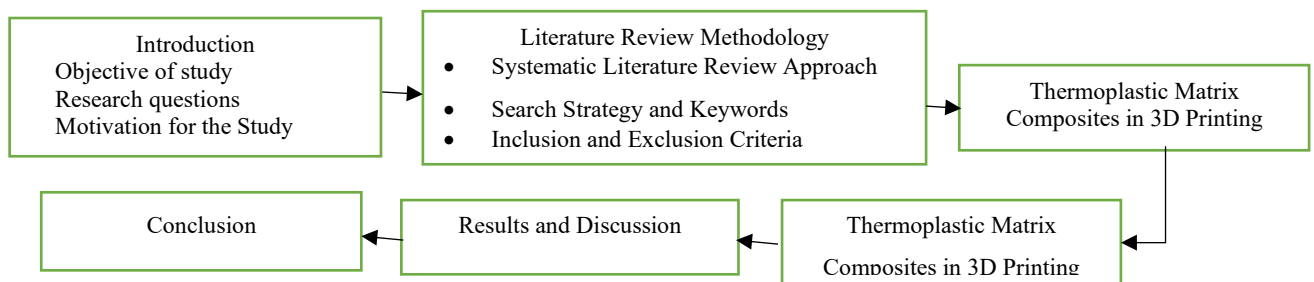 Introduction
Objective of study
Research questions
Motivation for the Study
Literature Review Methodology
• Systematic Literature Review Approach
• Search Strategy and Keywords
• Inclusion and Exclusion Criteria
Thermoplastic Matrix
Composites in 3D Printing
Thermoplastic Matrix
Composites in 3D Printing
Results and Discussion
Conclusion